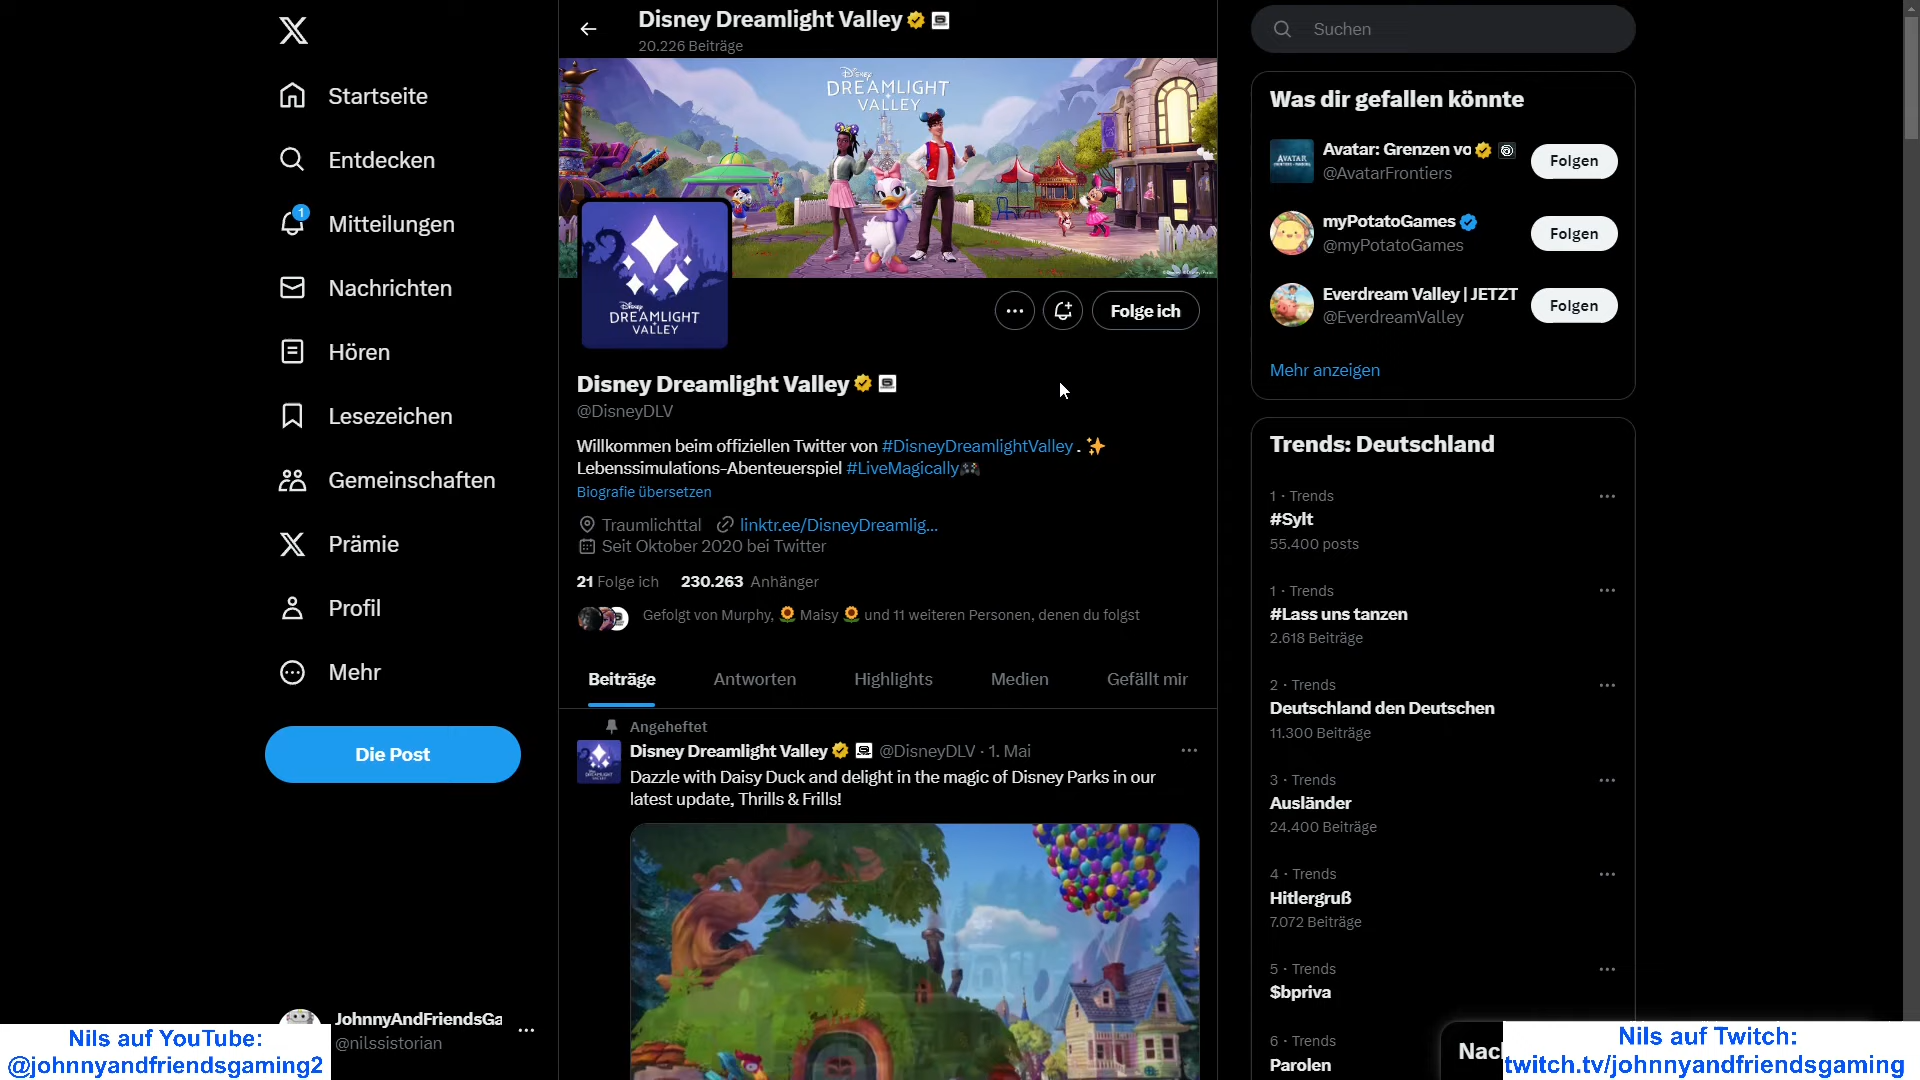 Startseite
Entdecken
1
Mitteilungen
Nachrichten
Hören
Lesezeichen
Gemeinschaften
Prämie
Profil
Mehr
Die Post
JohnnyAndFriendsGa
@nilssistorian
Nils auf YouTube:
@johnnyandfriendsgaming2
Disney Dreamlight Valley
20.226 Beiträge
Disney
DREAMLIGHT
VALLEY
Disney
DREAMLIGHT
VALLEY
Folge ich
Disney Dreamlight Valley
@DisneyDLV
Willkommen beim offiziellen Twitter von #DisneyDreamlightValley . ✨
Lebenssimulations-Abenteuerspiel #LiveMagically🎮
Biografie übersetzen
Traumlichttal linktr.ee/DisneyDreamlig...
Seit Oktober 2020 bei Twitter
21 Folge ich 230.263 Anhänger
Gefolgt von Murphy, 🌻 Maisy 🌻 und 11 weiteren Personen, denen du folgst
Beiträge Antworten Highlights Medien Gefällt mir
Angeheftet
Disney Dreamlight Valley @DisneyDLV · 1. Mai
Dazzle with Daisy Duck and delight in the magic of Disney Parks in our
latest update, Thrills & Frills!
Suchen
Was dir gefallen könnte
AVATAR
Avatar: Grenzen vo
@AvatarFrontiers
Folgen
myPotatoGames
@myPotatoGames
Folgen
Everdream Valley | JETZT
@EverdreamValley
Folgen
Mehr anzeigen
Trends: Deutschland
1 · Trends
#Sylt
55.400 posts
1 · Trends
#Lass uns tanzen
2.618 Beiträge
2 · Trends
Deutschland den Deutschen
11.300 Beiträge
3 · Trends
Ausländer
24.400 Beiträge
4 · Trends
Hitlergruß
7.072 Beiträge
5 · Trends
$bpriva
6 · Trends
Parolen
Nils auf Twitch:
twitch.tv/johnnyandfriendsgaming